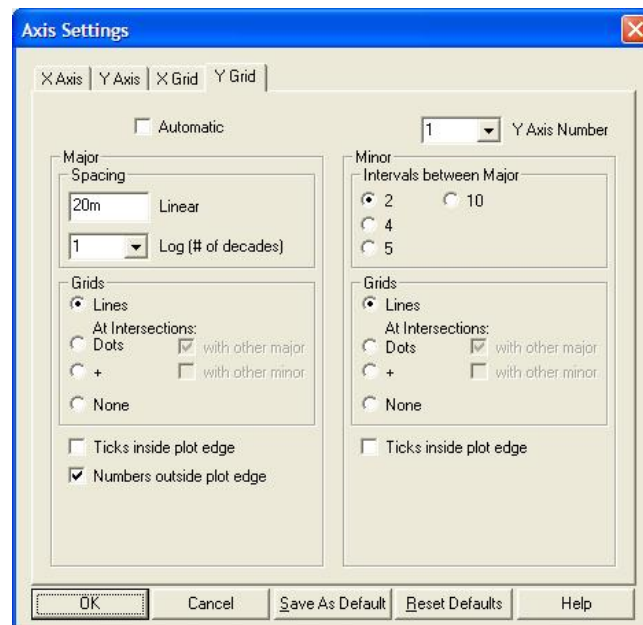 Axis Settings
X Axis
Y Axis
X Grid
Y Grid
Automatic
1
Y Axis Number
Major
Spacing
20m
Linear
1
Log (# of decades)
Grids
Lines
At Intersections:
Dots
with other major
+
with other minor
None
Ticks inside plot edge
Numbers outside plot edge
Minor
Intervals between Major
2
10
4
5
Grids
Lines
At Intersections:
Dots
with other major
+
with other minor
None
Ticks inside plot edge
OK
Cancel
Save As Default
Reset Defaults
Help